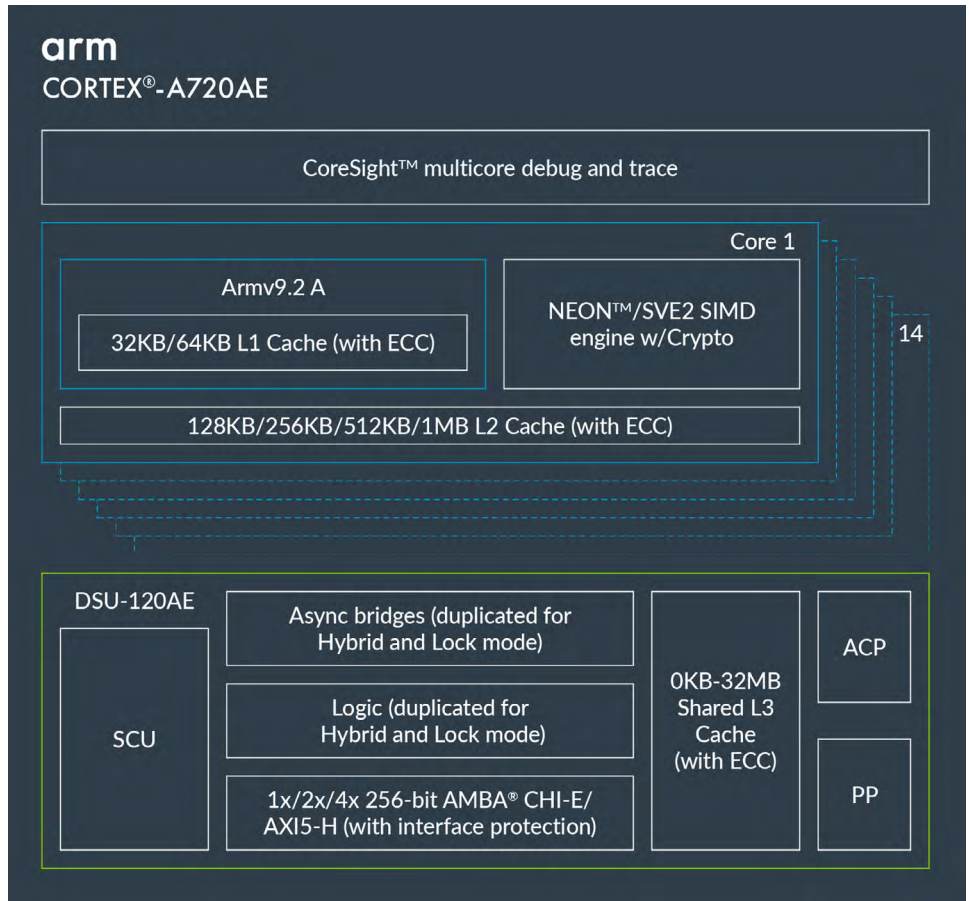 arm
CORTEX®-A720AE
CoreSight™ multicore debug and trace
Core 1
Armv9.2 A
32KB/64KB L1 Cache (with ECC)
NEON™/SVE2 SIMD
engine w/Crypto
14
128KB/256KB/512KB/1MB L2 Cache (with ECC)
DSU-120AE
SCU
Async bridges (duplicated for
Hybrid and Lock mode)
Logic (duplicated for
Hybrid and Lock mode)
1x/2x/4x 256-bit AMBA® CHI-E/
AXI5-H (with interface protection)
0KB-32MB
Shared L3
Cache
(with ECC)
ACP
PP